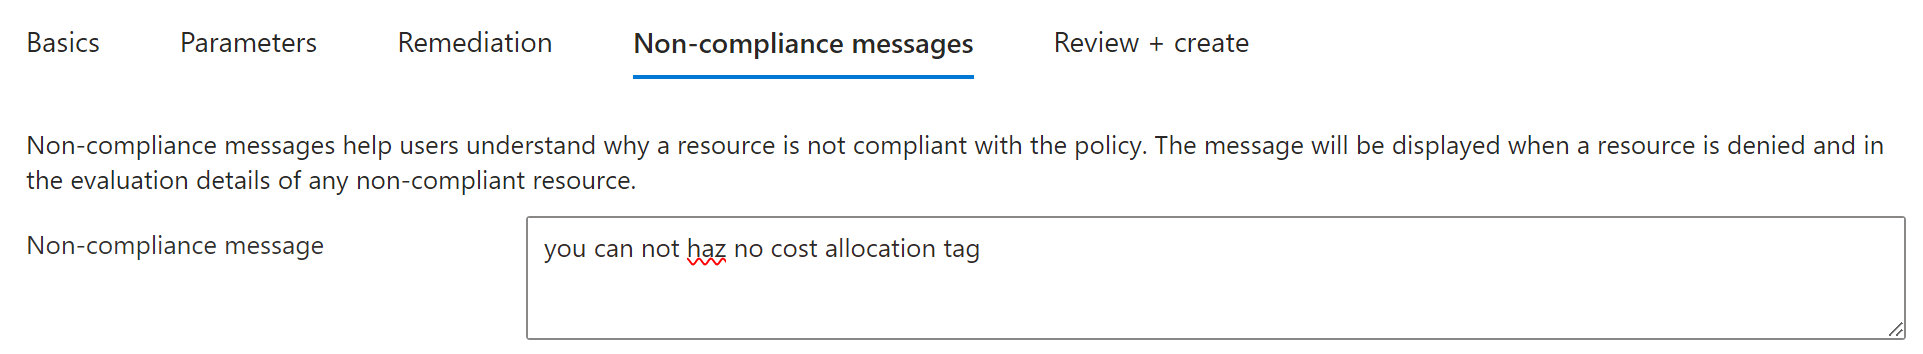 Basics Parameters Remediation Non-compliance messages Review + create
Non-compliance messages help users understand why a resource is not compliant with the policy. The message will be displayed when a resource is denied and in
the evaluation details of any non-compliant resource.
Non-compliance message you can not haz no cost allocation tag